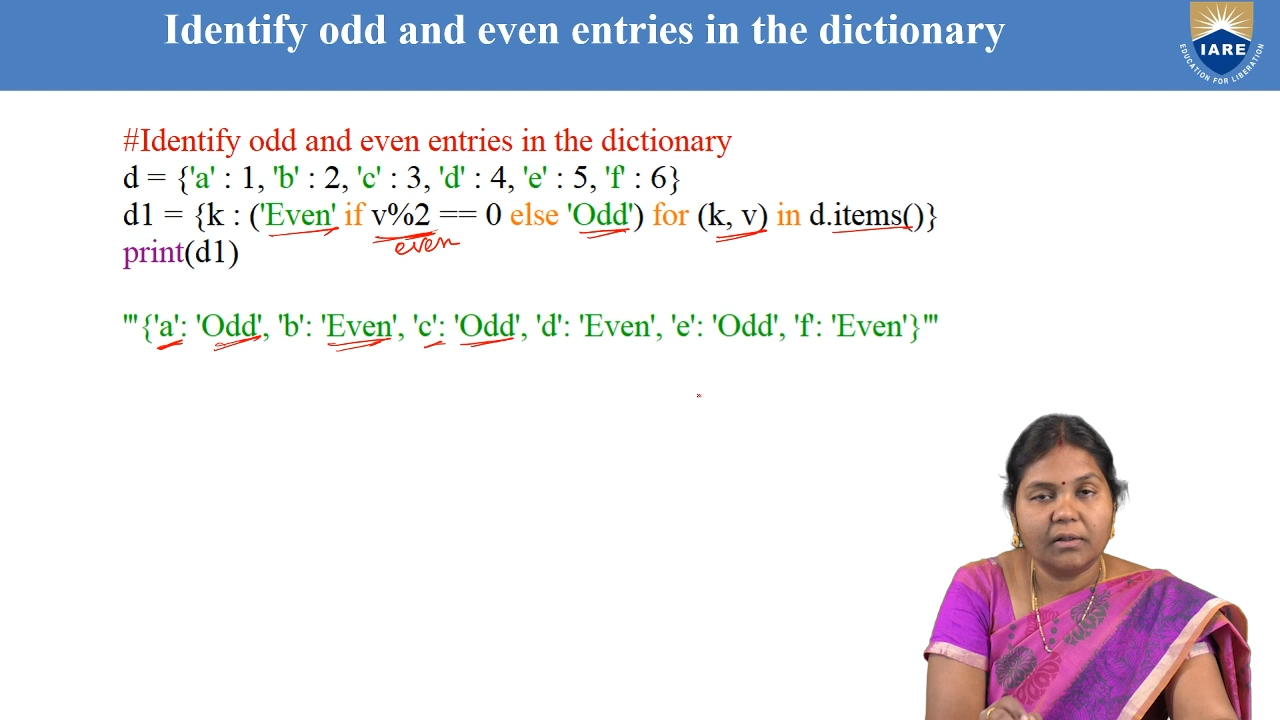 Identify odd and even entries in the dictionary
IARE
EDUCATION FOR LIBERATION
#Identify odd and even entries in the dictionary
d = {'a' : 1, 'b' : 2, 'c' : 3, 'd' : 4, 'e' : 5, 'f' : 6}
d1 = {k : ('Even' if v%2 == 0 else 'Odd') for (k, v) in d.items()}
even
print(d1)
'''{'a': 'Odd', 'b': 'Even', 'c': 'Odd', 'd': 'Even', 'e': 'Odd', 'f': 'Even'}'''